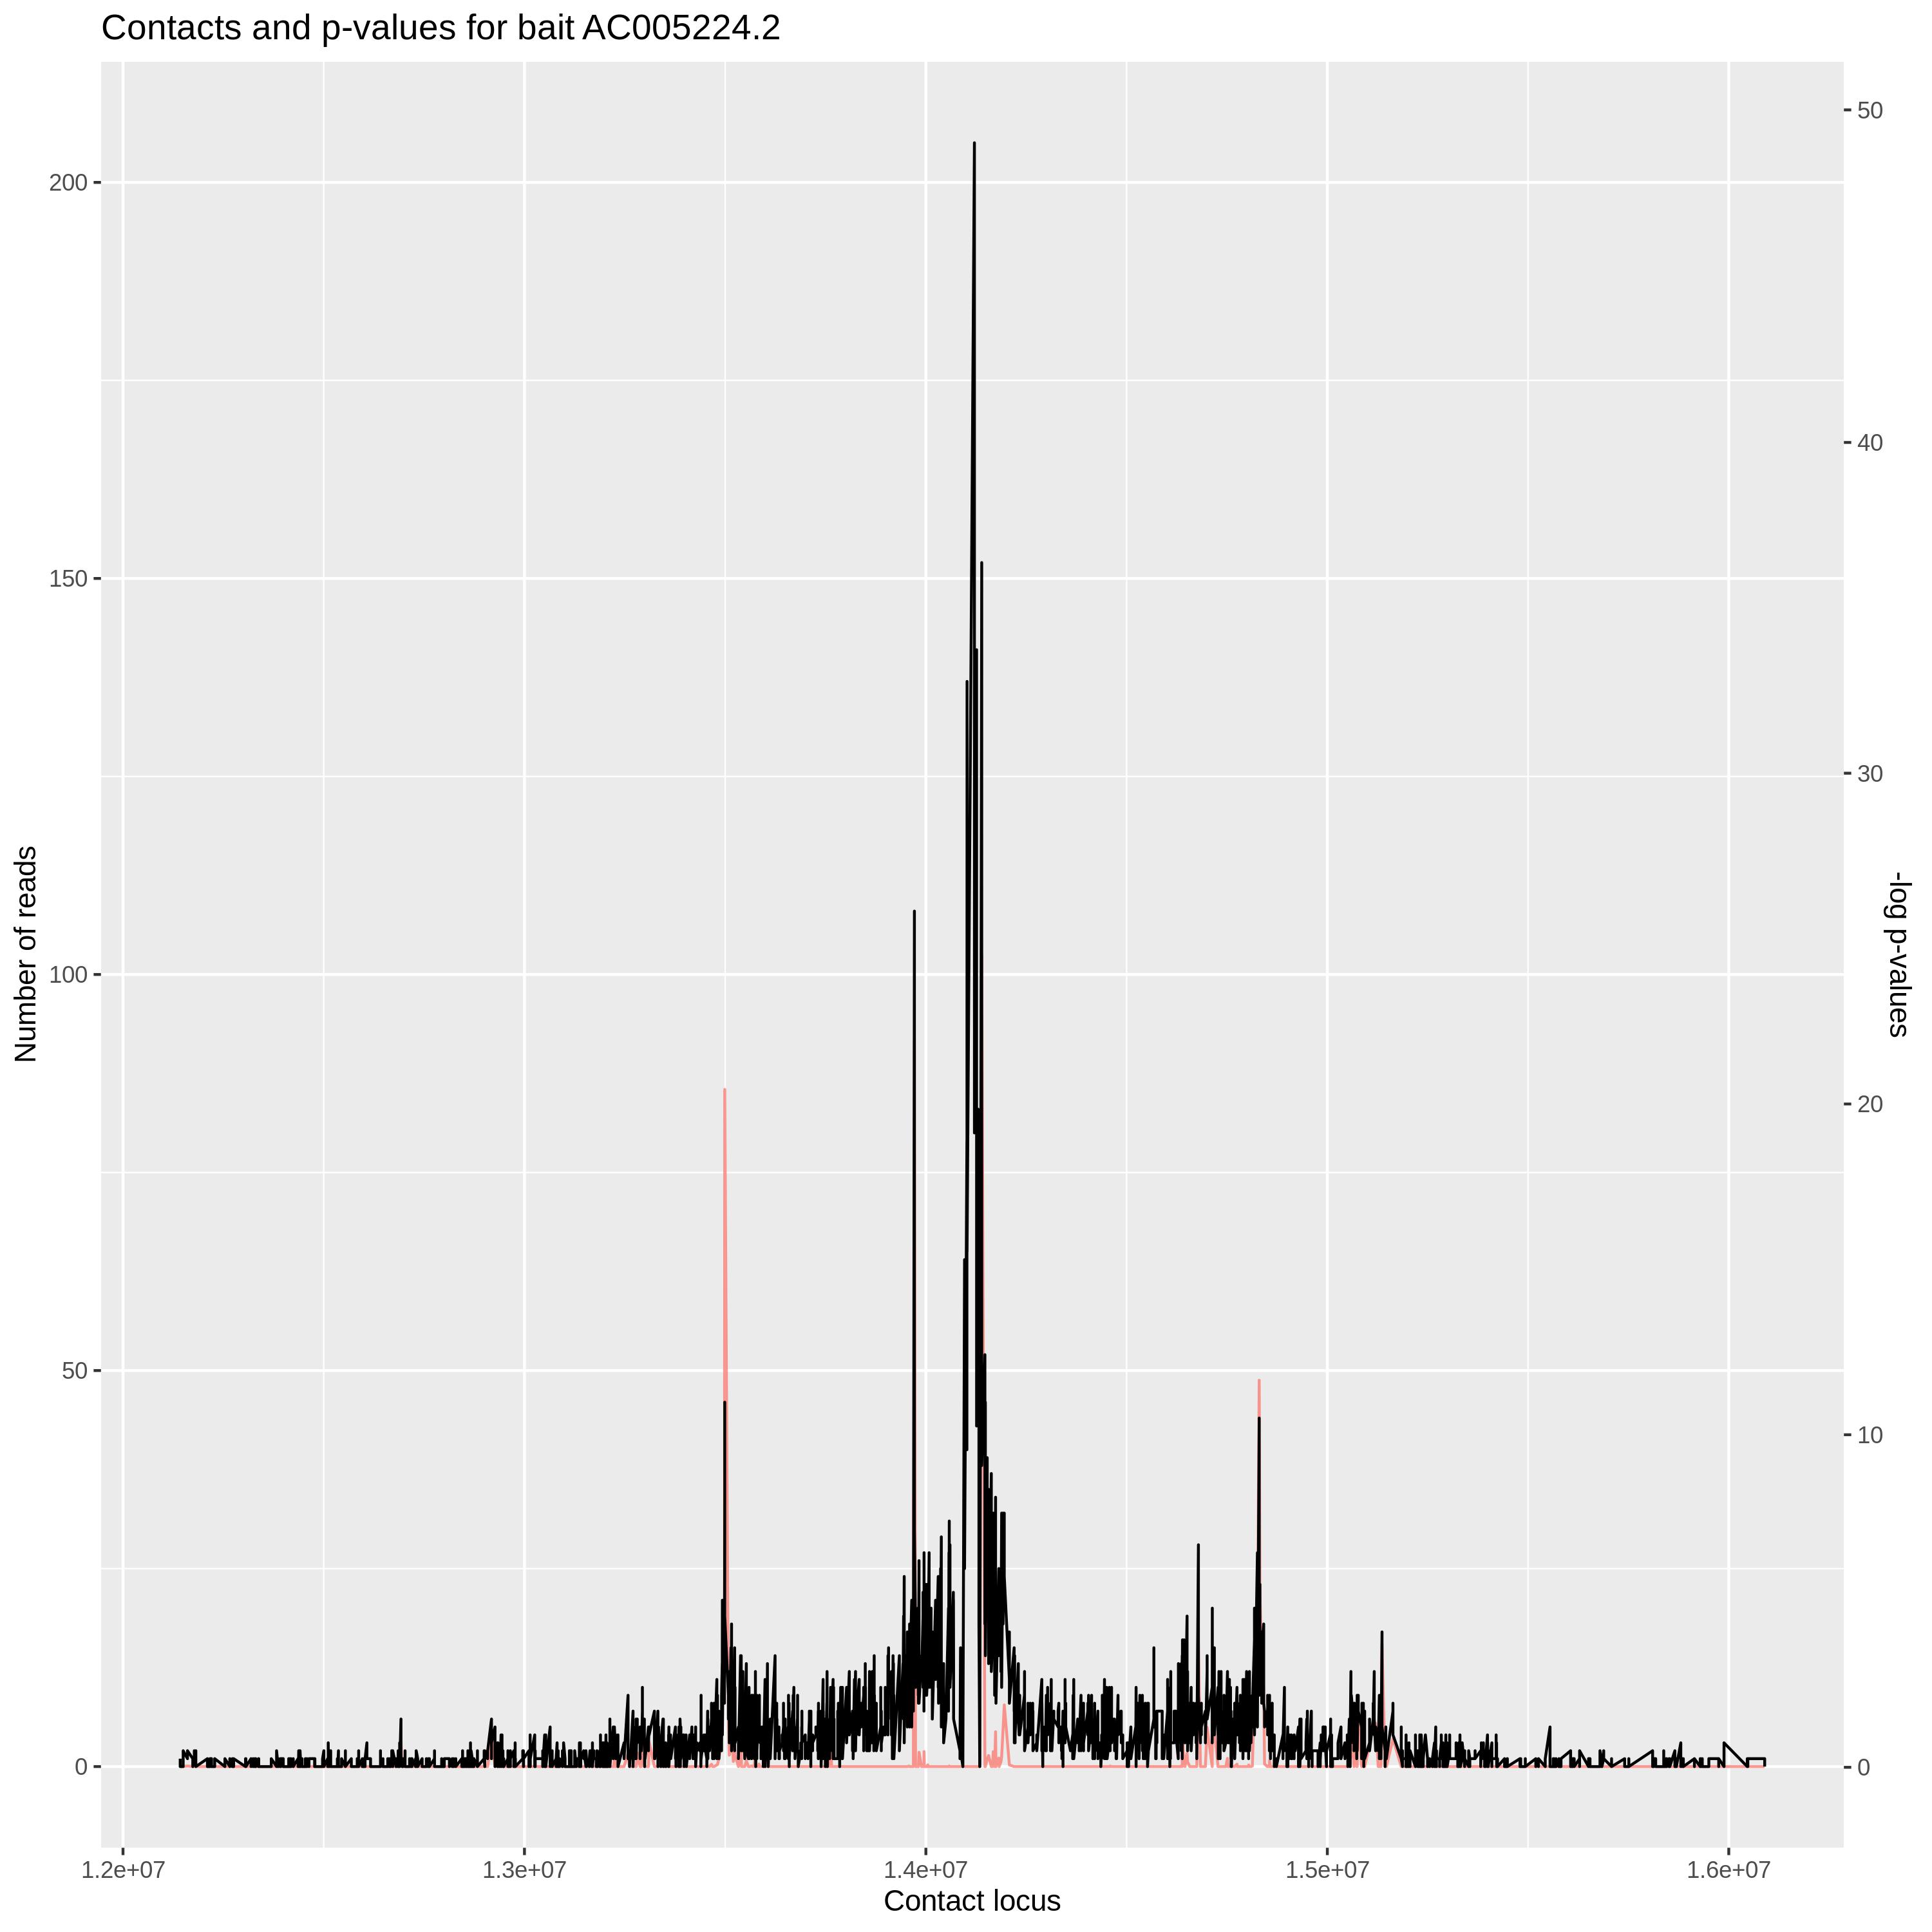 Contacts and p-values for bait AC005224.2
50
200
40
150
30
100
20
50
10
0
0
Number of reads
-log p-values
1.2e+07
1.3e+07
1.4e+07
1.5e+07
1.6e+07
Contact locus